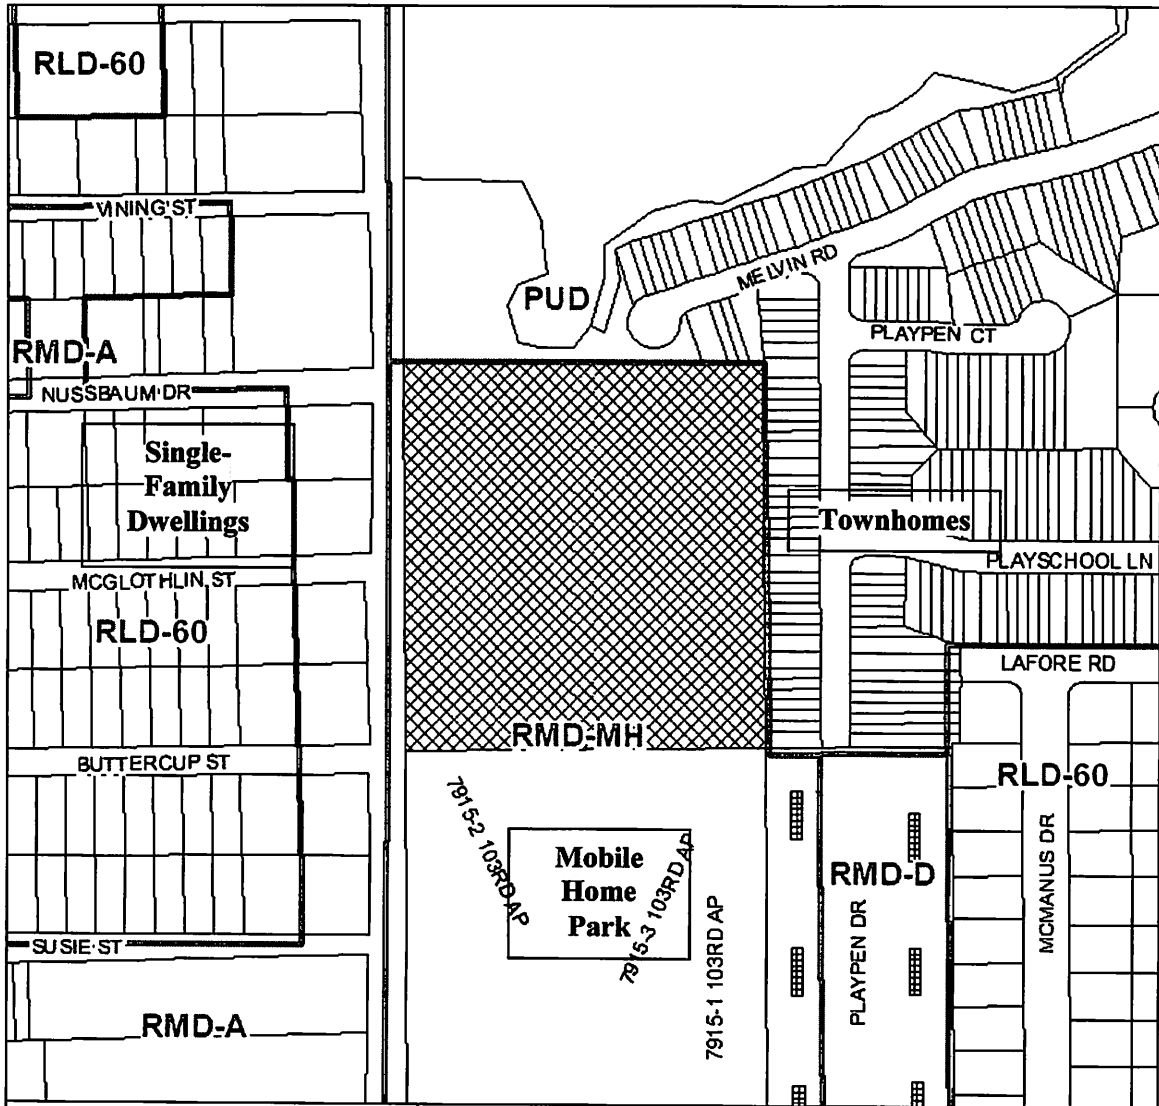 RLD-60
VINING ST
MELVIN RD
PUD
PLAYPEN CT
RMD-A
NUSSBAUM DR
Single-
Family
Dwellings
Townhomes
PLAYSCHOOL LN
MCGLOTHLIN ST
RLD-60
LAFORE RD
RMD-MH
BUTTERCUP ST
RLD-60
7915-2 103RD AP
Mobile
Home
Park
7915-3 103RD AP
7915-1 103RD AP
RMD-D
PLAYPEN DR
MCMANUS DR
SUSIE ST
RMD-A